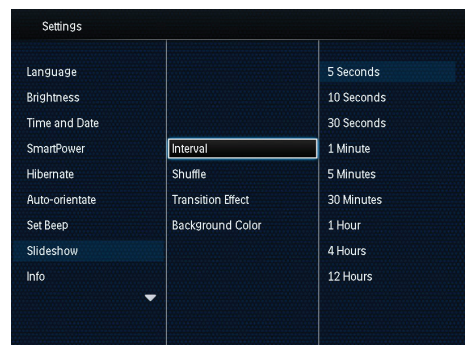 Settings
Language
Brightness
Time and Date
SmartPower
Hibernate
Auto-orientate
Set Beep
Slideshow
Info
Interval
Shuffle
Transition Effect
Background Color
5 Seconds
10 Seconds
30 Seconds
1 Minute
5 Minutes
30 Minutes
1 Hour
4 Hours
12 Hours